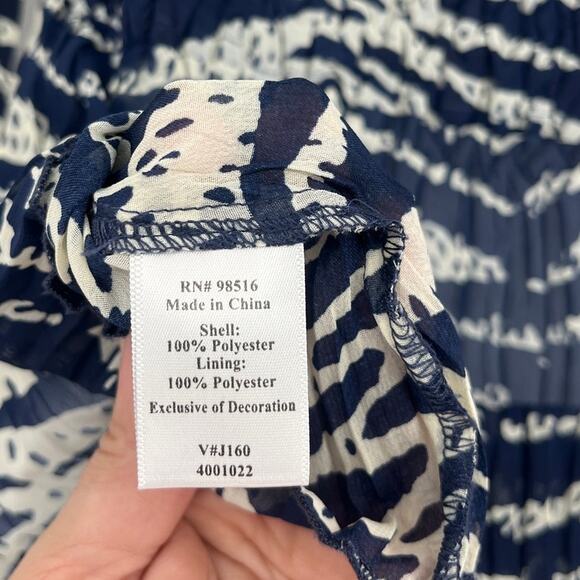 RN# 98516
Made in China
Shell:
100% Polyester
Lining:
100% Polyester
Exclusive of Decoration
V#J160
4001022